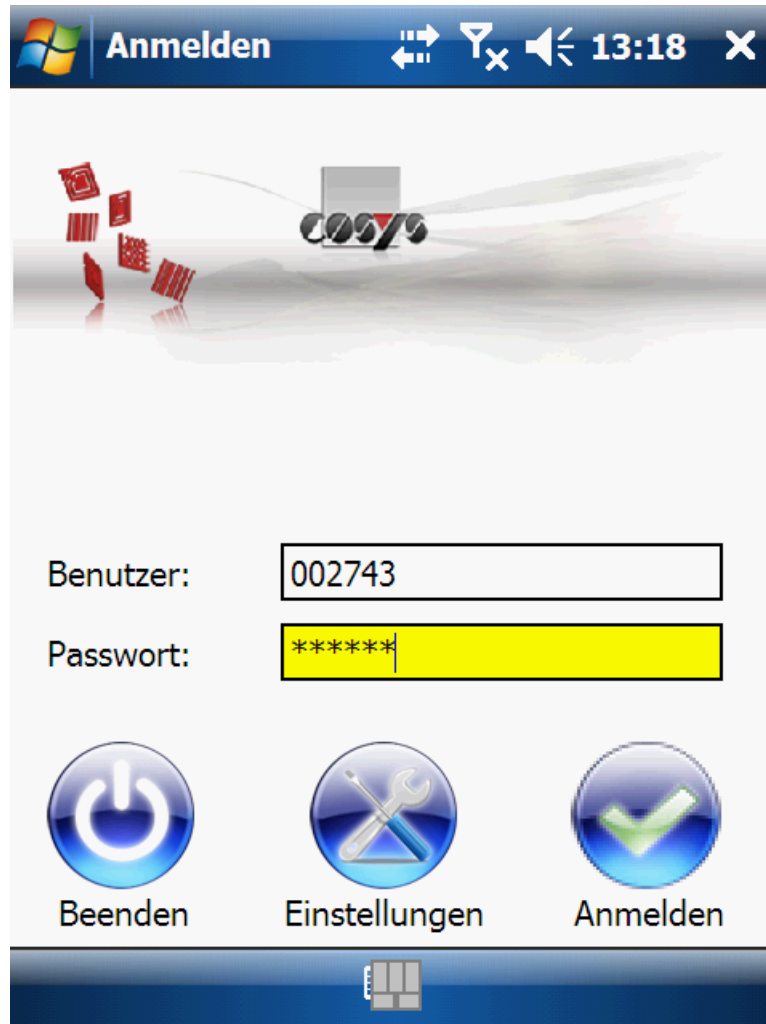 Anmelden 13:18
COSYS
Benutzer: 002743
Passwort: ******
Beenden Einstellungen Anmelden